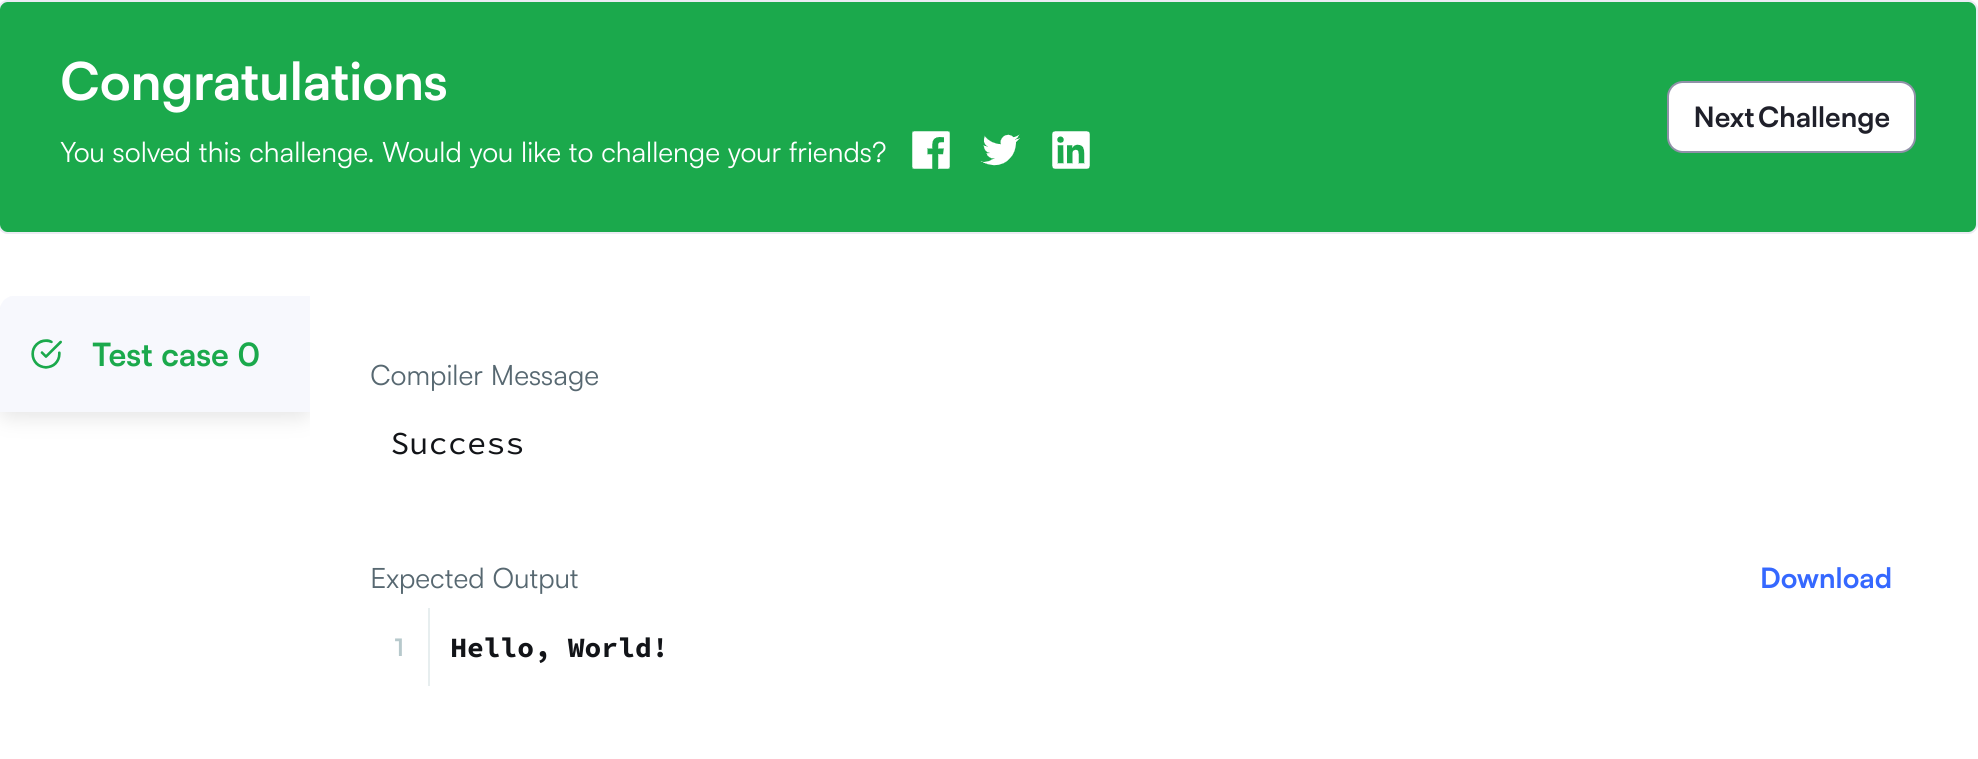 Congratulations
You solved this challenge. Would you like to challenge your friends?
Next Challenge
Test case 0
Compiler Message
Success
Expected Output
Download
1
Hello, World!